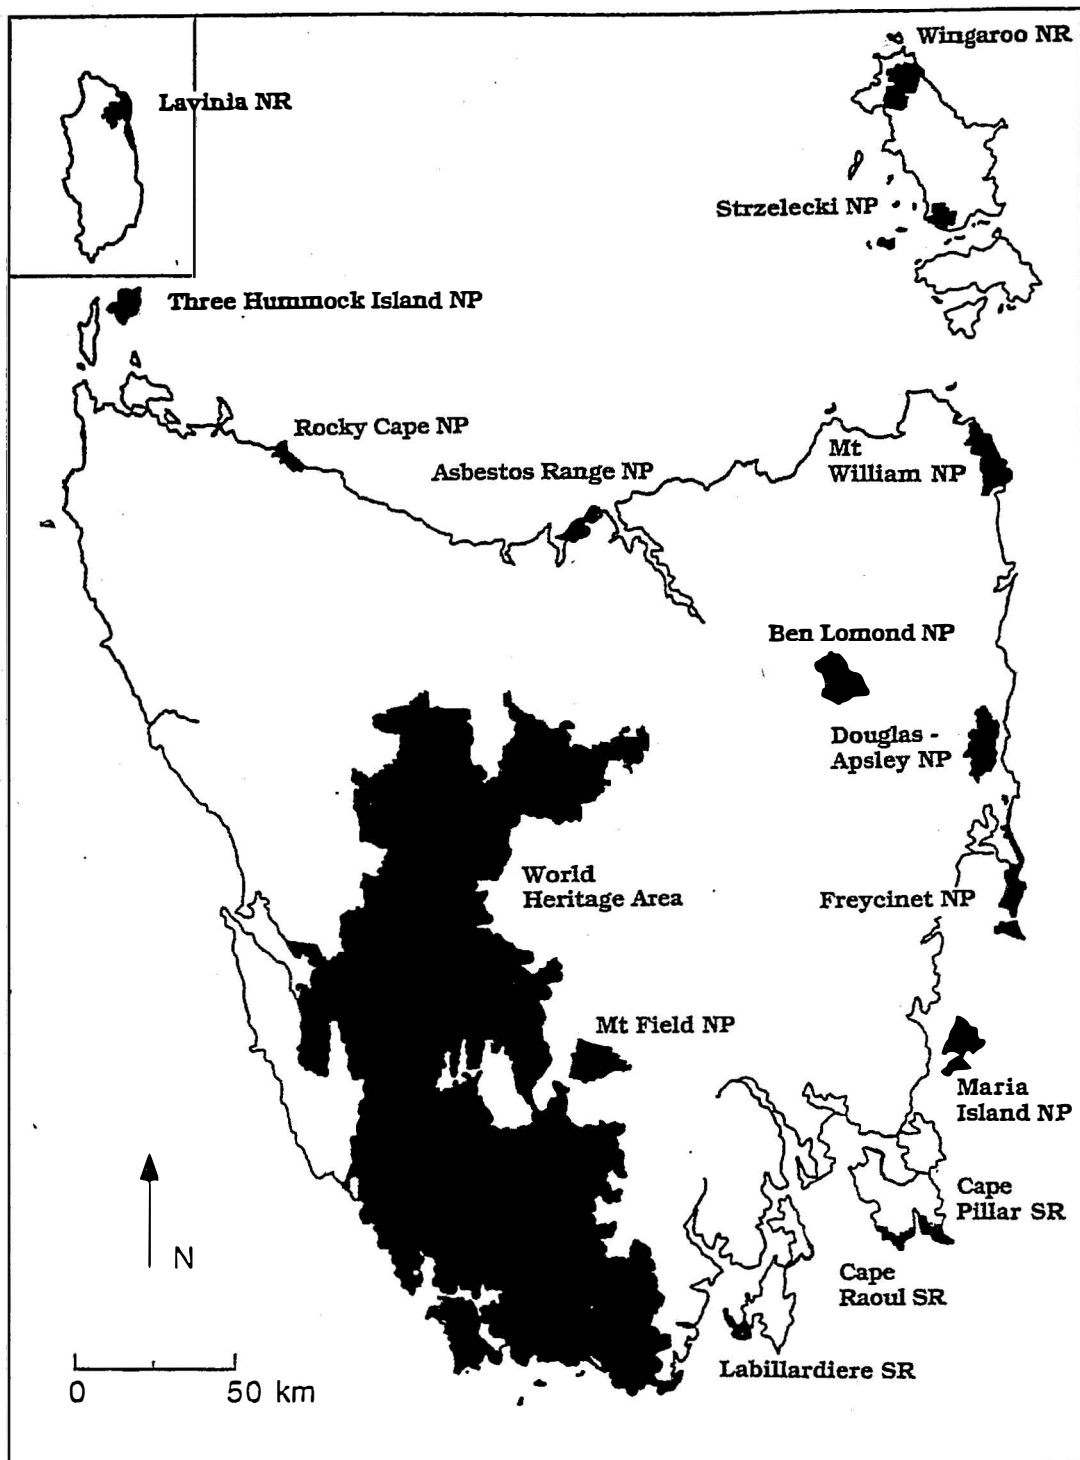 Wingaroo NR
Lavinia NR
Strzelecki NP
Three Hummock Island NP
Rocky Cape NP
Asbestos Range NP
Mt
William NP
Ben Lomond NP
Douglas -
Apsley NP
World
Heritage Area
Freycinet NP
Mt Field NP
Maria
Island NP
Cape
Pillar SR
N
Cape
Raoul SR
Labillardiere SR
0 50 km